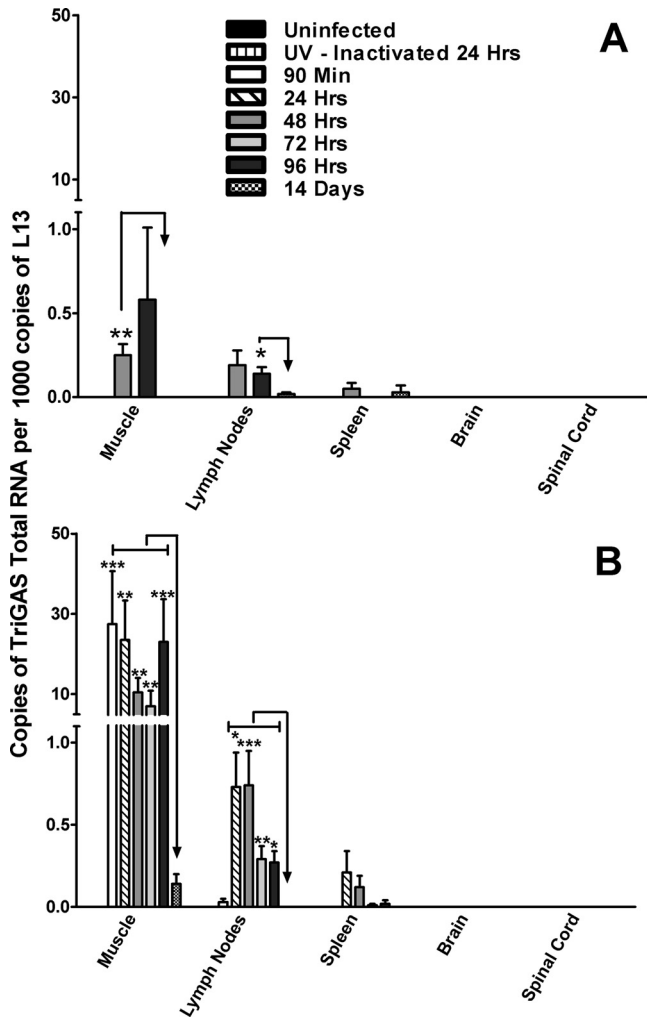 Copies of TriGAS Total RNA per 1000 copies of L13
A
Uninfected
UV - Inactivated 24 Hrs
90 Min
24 Hrs
48 Hrs
72 Hrs
96 Hrs
14 Days
50
30
10
1.0
0.5
0.0
**
*
Muscle
Lymph Nodes
Spleen
Brain
Spinal Cord
B
50
30
10
1.0
0.5
0.0
***
**
**
**
***
*
***
**
*
Muscle
Lymph Nodes
Spleen
Brain
Spinal Cord